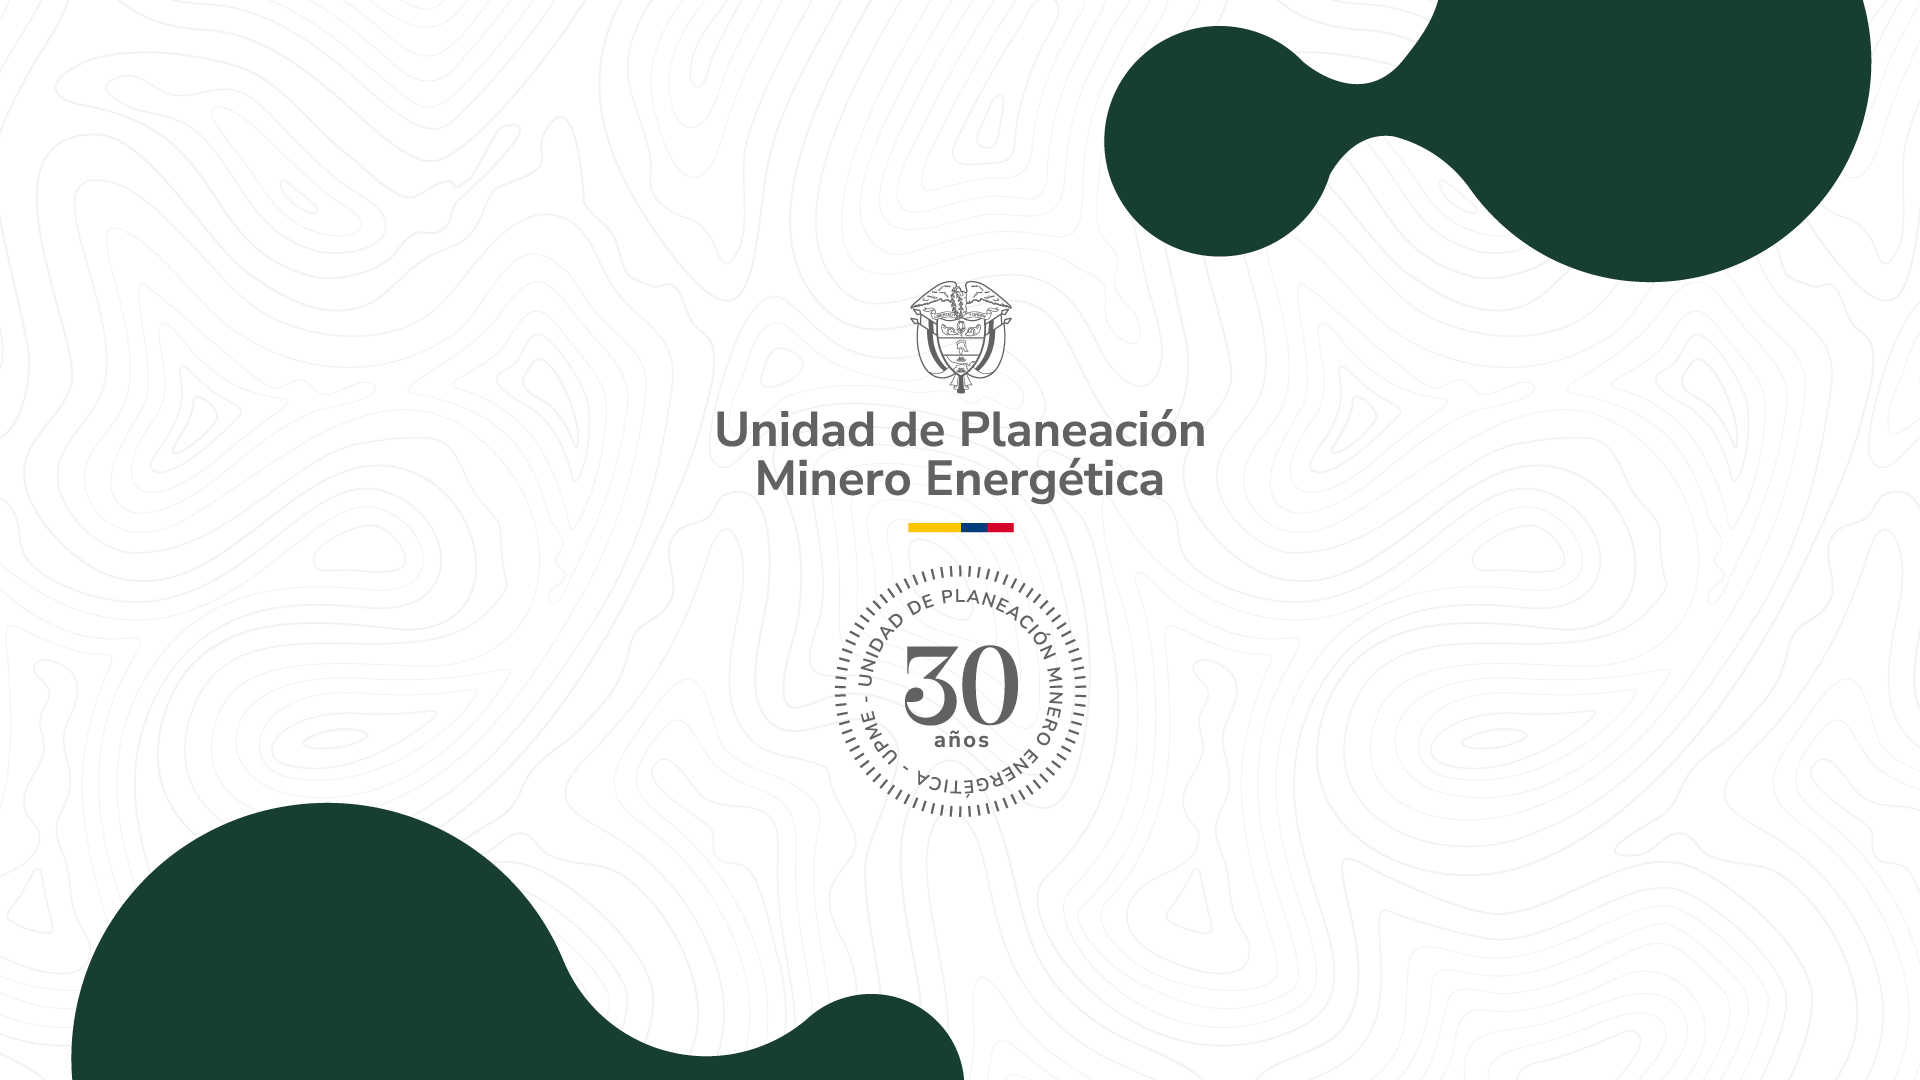 Unidad de Planeación
Minero Energética
UNIDAD DE PLANEACIÓN MINERO ENERGÉTICA - UPME -
30
años